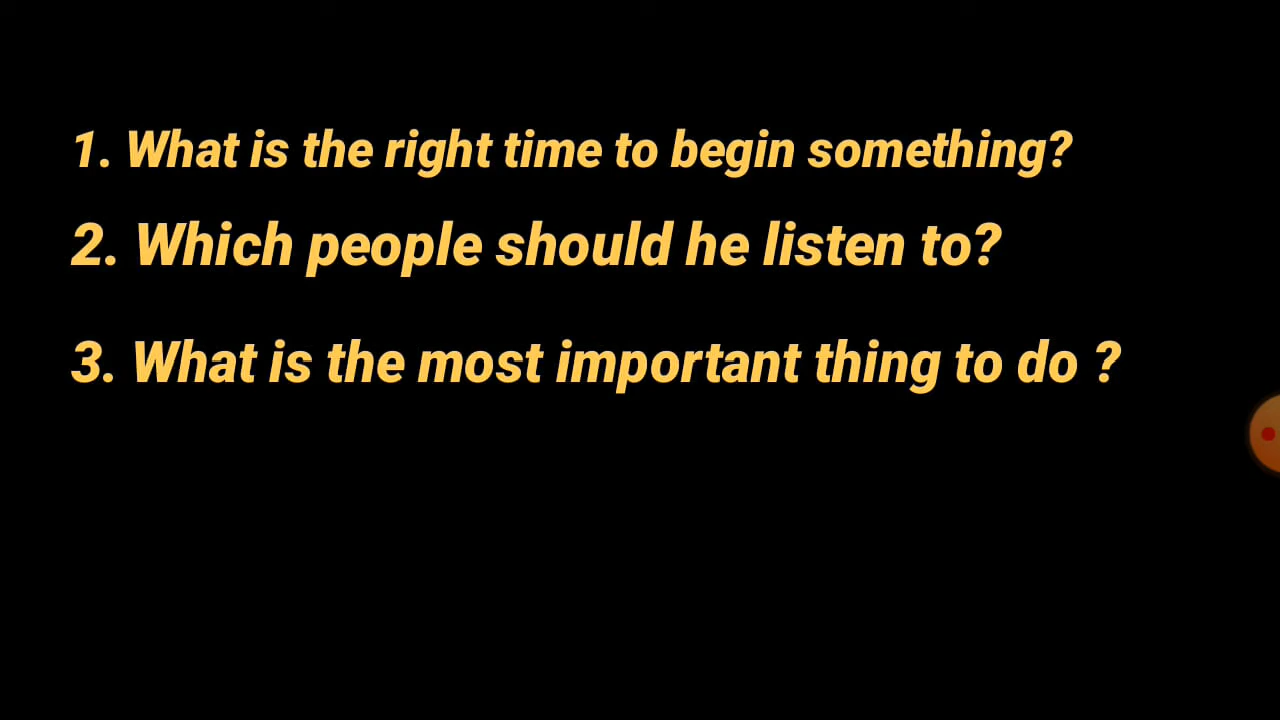 1. What is the right time to begin something?
2. Which people should he listen to?
3. What is the most important thing to do ?